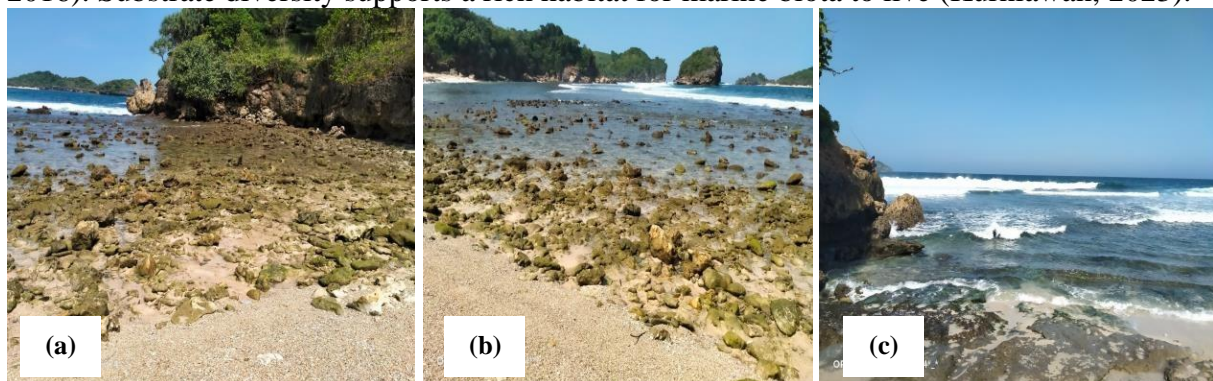 Substrate diversity supports a rich habitat for marine biota to live
(a)
(b)
(c)